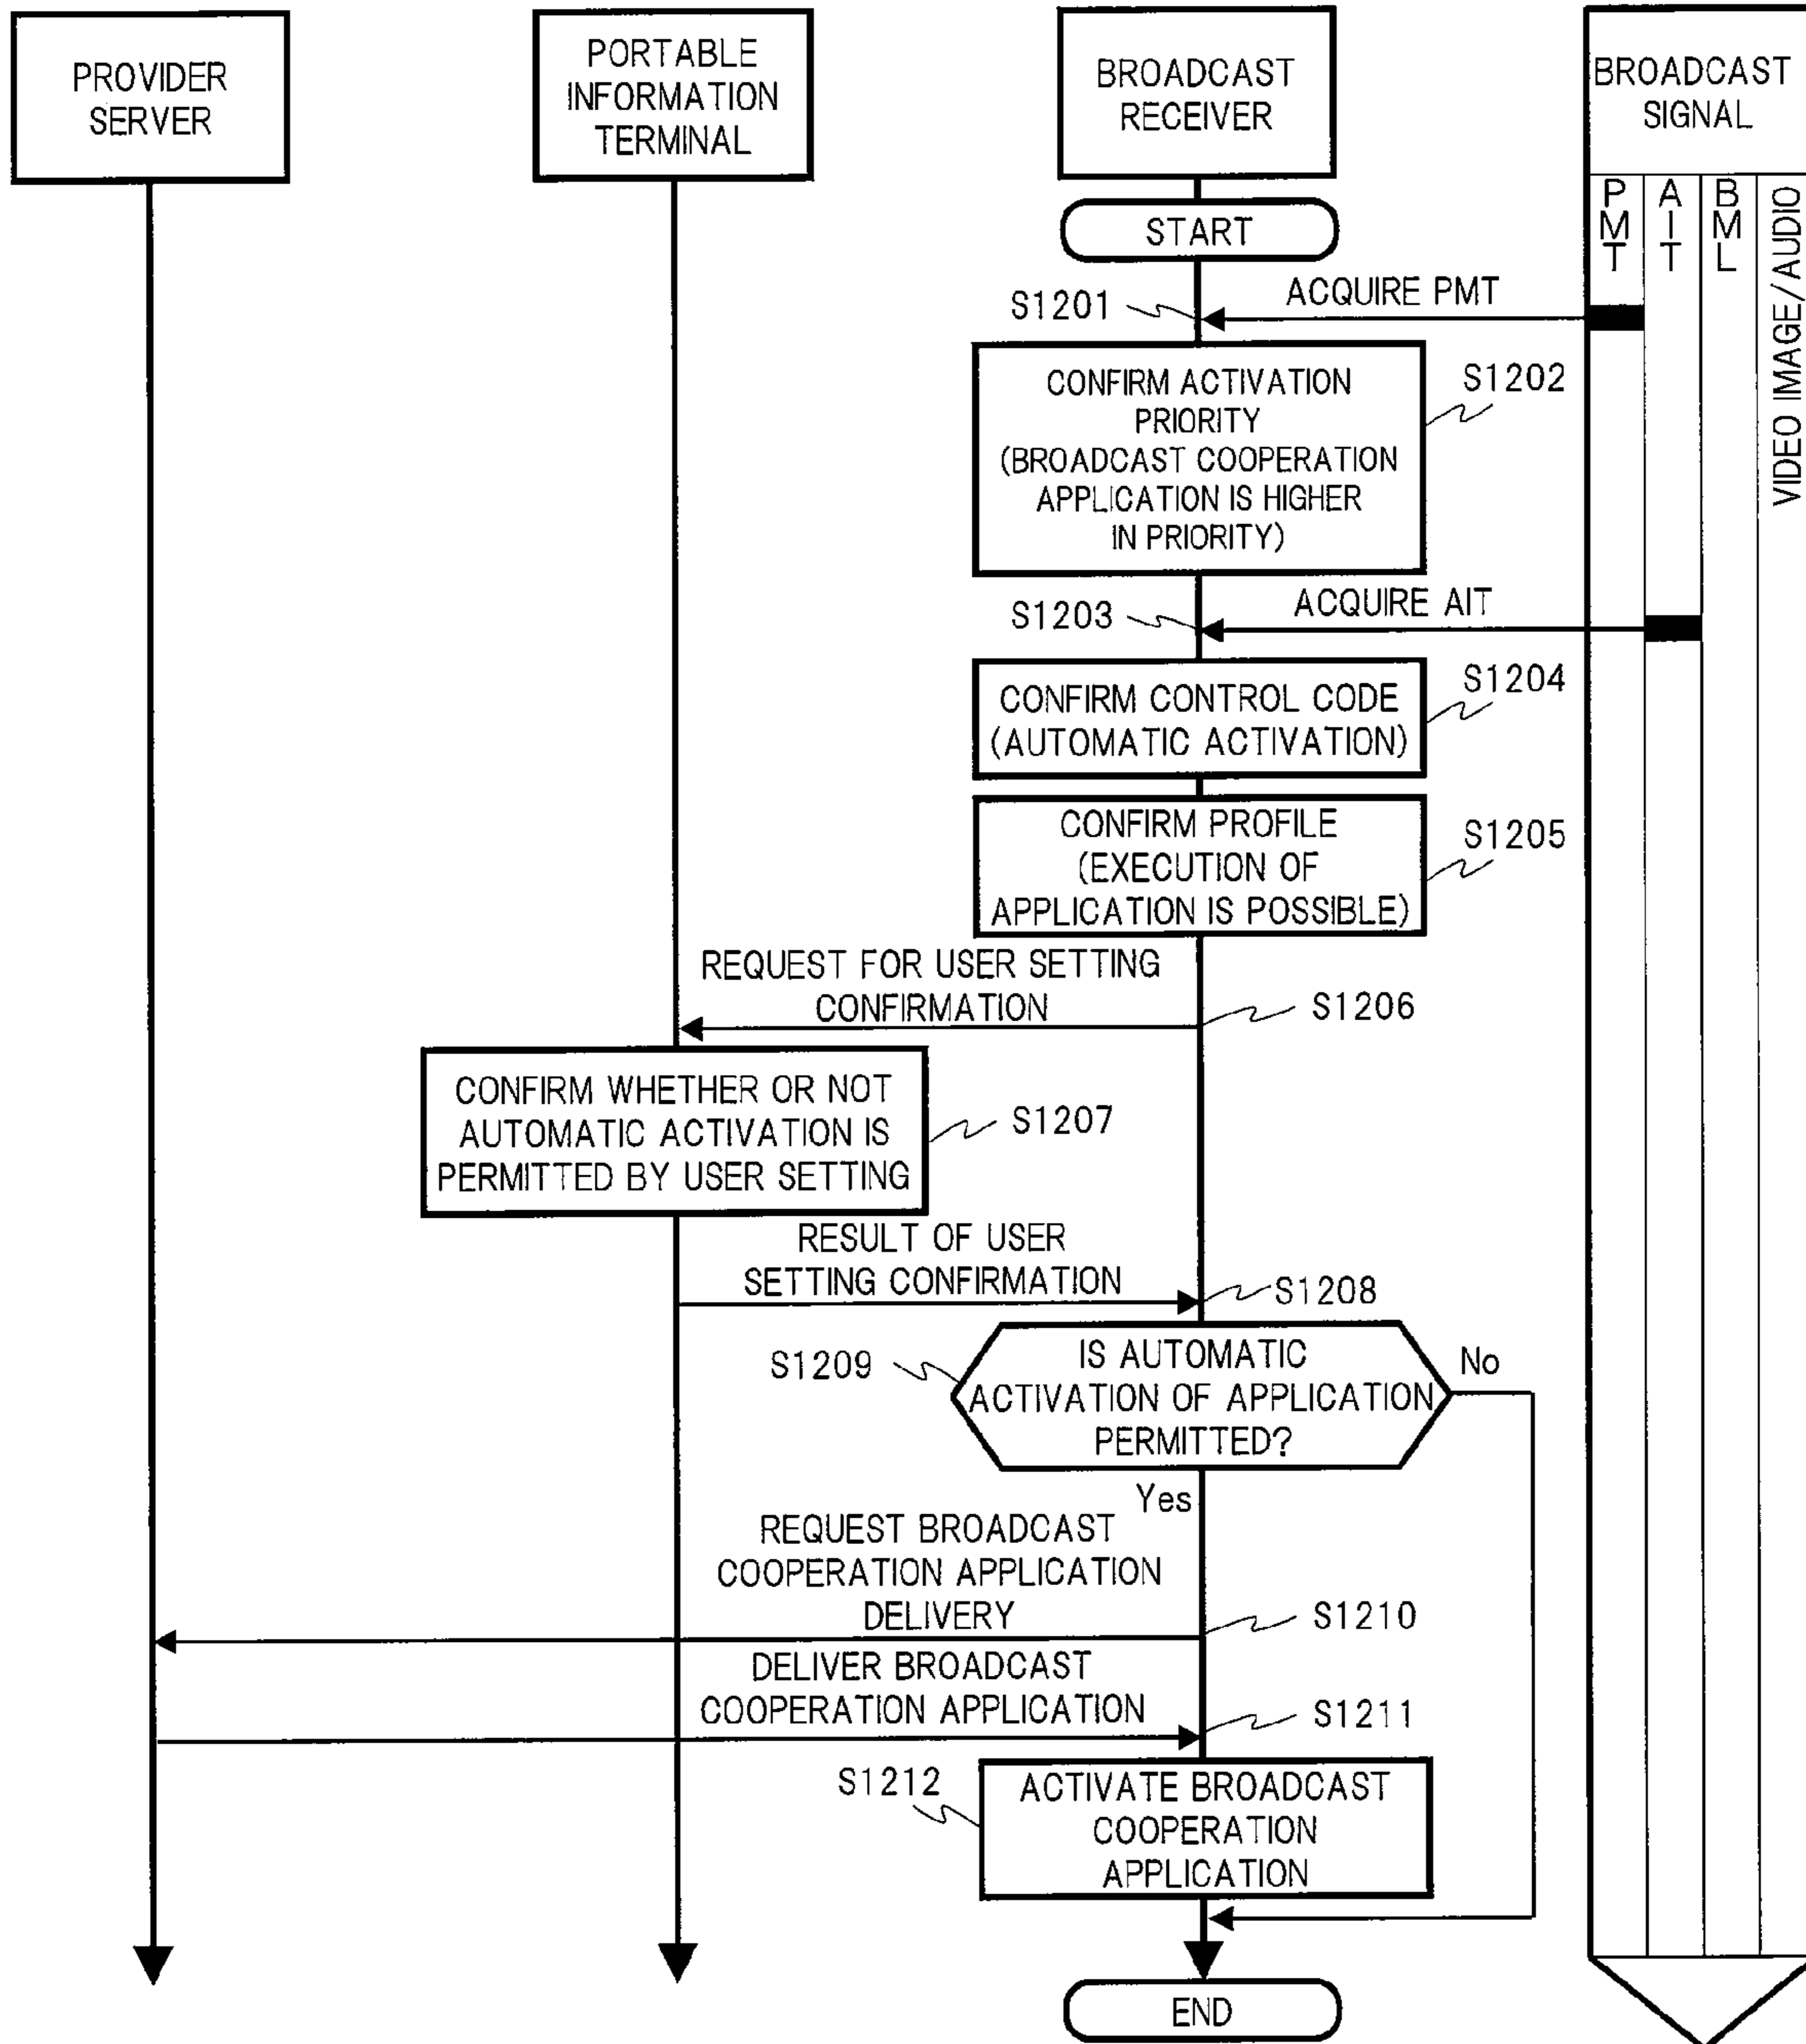 PROVIDER
SERVER
PORTABLE
INFORMATION
TERMINAL
BROADCAST
RECEIVER
BROADCAST
SIGNAL
PMT
AIT
BML
VIDEO IMAGE/AUDIO
START
S1201
ACQUIRE PMT
CONFIRM ACTIVATION
PRIORITY
(BROADCAST COOPERATION
APPLICATION IS HIGHER
IN PRIORITY)
S1202
S1203
ACQUIRE AIT
CONFIRM CONTROL CODE
(AUTOMATIC ACTIVATION)
S1204
CONFIRM PROFILE
(EXECUTION OF
APPLICATION IS POSSIBLE)
S1205
REQUEST FOR USER SETTING
CONFIRMATION
S1206
CONFIRM WHETHER OR NOT
AUTOMATIC ACTIVATION IS
PERMITTED BY USER SETTING
S1207
RESULT OF USER
SETTING CONFIRMATION
S1208
S1209
IS AUTOMATIC
ACTIVATION OF APPLICATION
PERMITTED?
No
Yes
REQUEST BROADCAST
COOPERATION APPLICATION
DELIVERY
S1210
DELIVER BROADCAST
COOPERATION APPLICATION
S1211
S1212
ACTIVATE BROADCAST
COOPERATION
APPLICATION
END